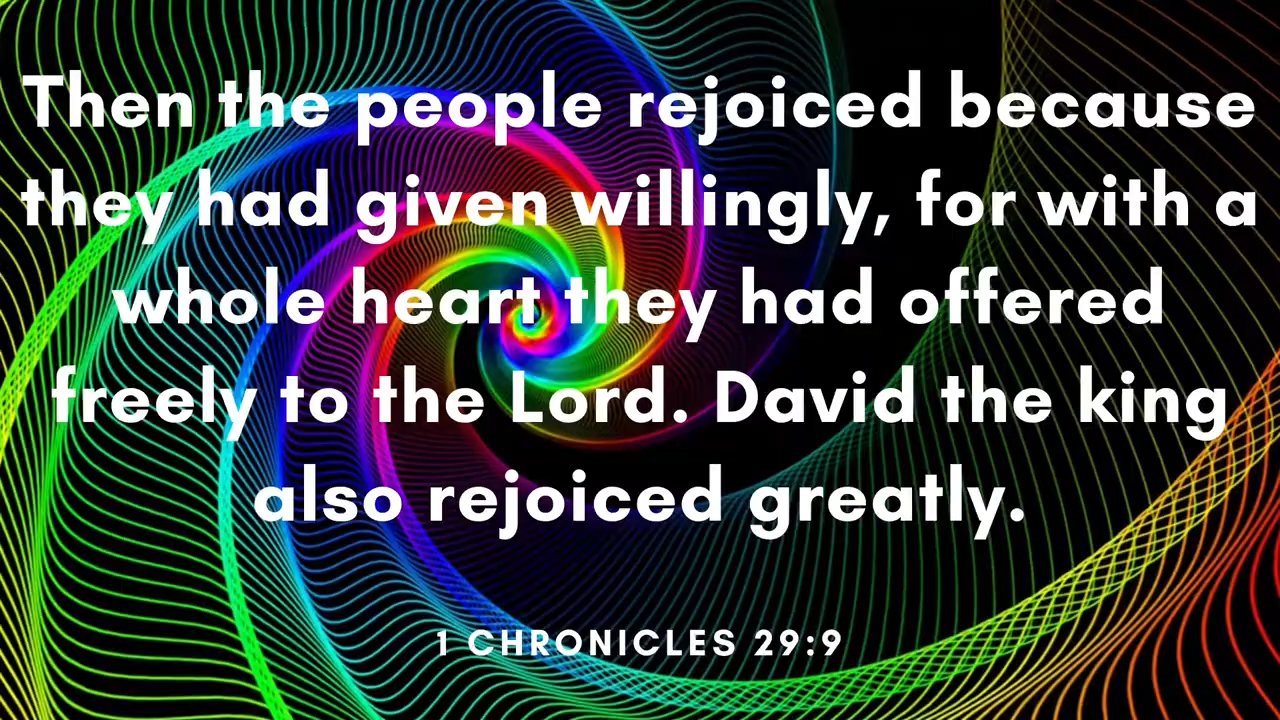 Then the people rejoiced because
they had given willingly, for with a
whole heart they had offered
freely to the Lord. David the king
also rejoiced greatly.
1 CHRONICLES 29:9